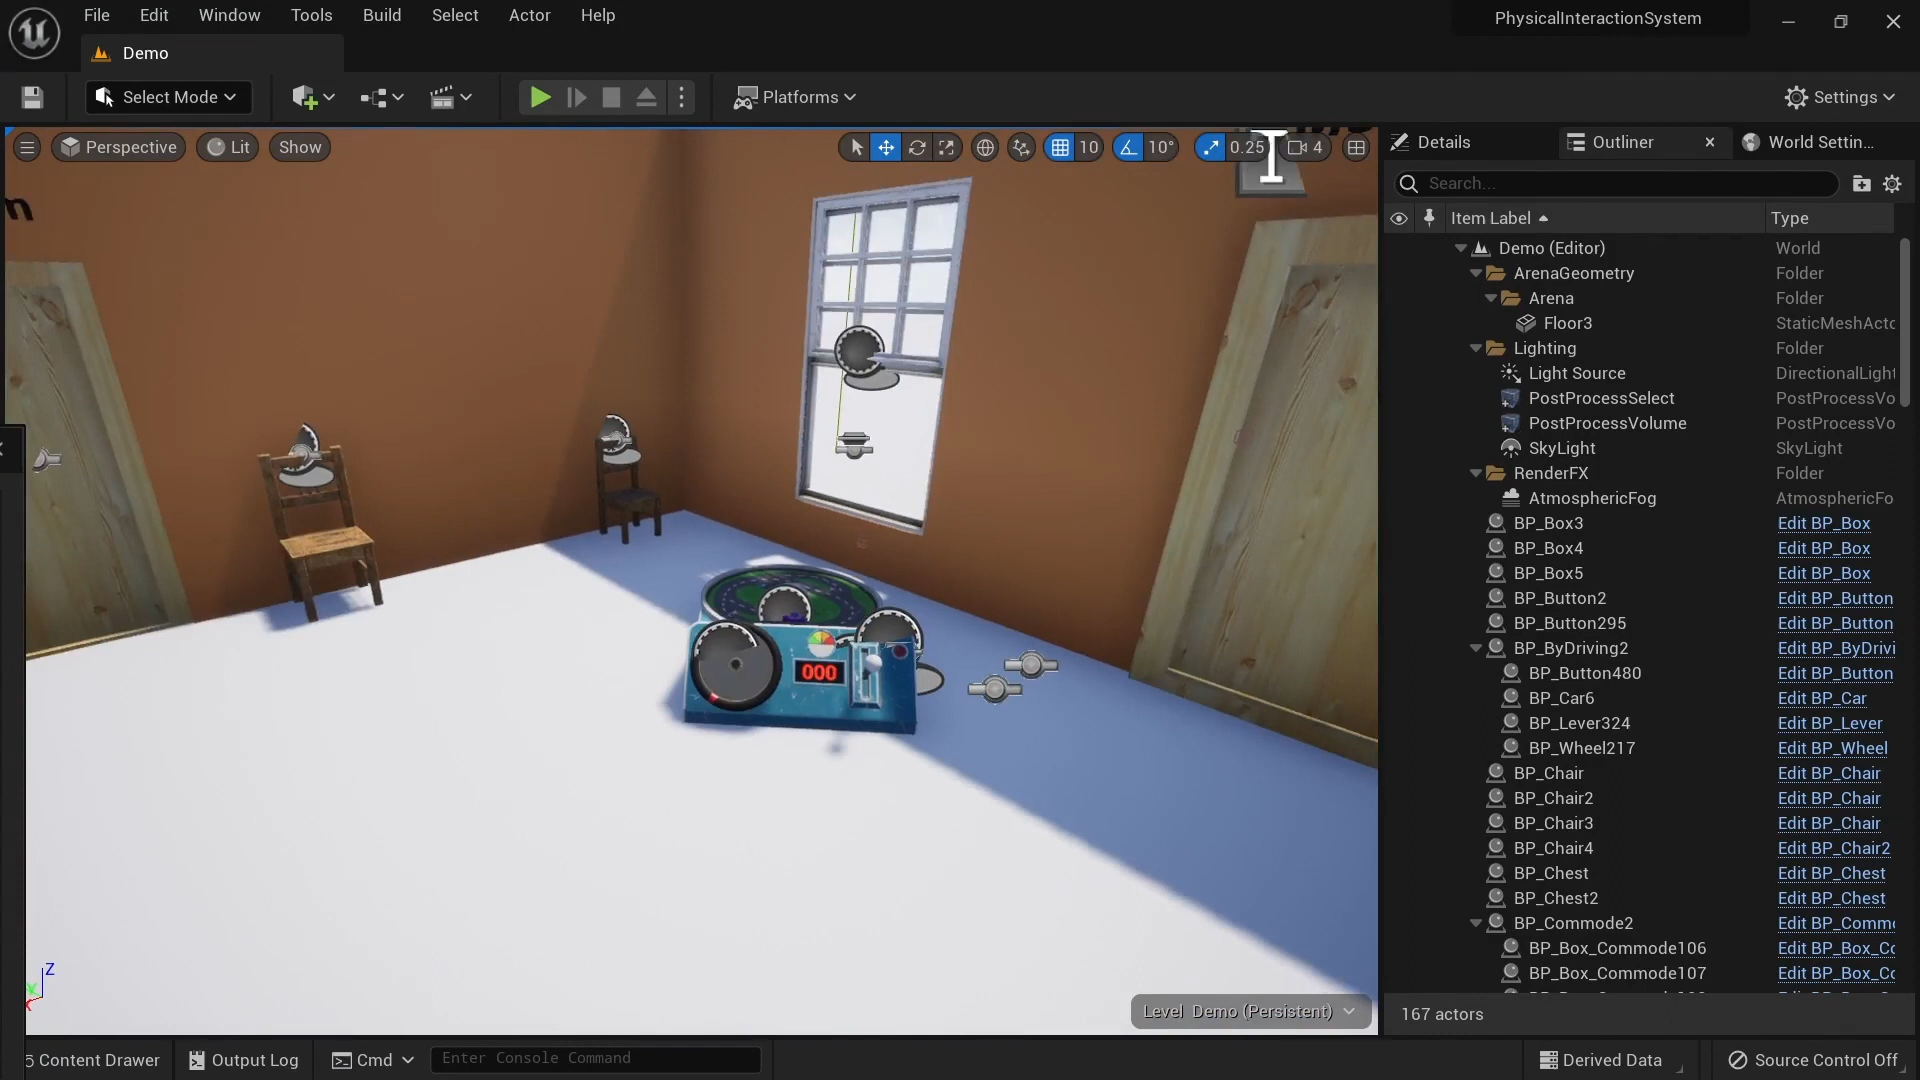 File Edit Window Tools Build Select Actor Help
PhysicalInteractionSystem
Demo
Select Mode
Platforms
Settings
Perspective Lit Show
10 10° 0.25 4
Details Outliner World Settin...
Search...
Item Label Type
Demo (Editor) World
ArenaGeometry Folder
Arena Folder
Floor3 StaticMeshActo
Lighting Folder
Light Source DirectionalLight
PostProcessSelect PostProcessVo
PostProcessVolume PostProcessVo
SkyLight SkyLight
RenderFX Folder
AtmosphericFog AtmosphericFo
BP_Box3 Edit BP_Box
BP_Box4 Edit BP_Box
BP_Box5 Edit BP_Box
BP_Button2 Edit BP_Button
BP_Button295 Edit BP_Button
BP_ByDriving2 Edit BP_ByDrivi
BP_Button480 Edit BP_Button
BP_Car6 Edit BP_Car
BP_Lever324 Edit BP_Lever
BP_Wheel217 Edit BP_Wheel
BP_Chair Edit BP_Chair
BP_Chair2 Edit BP_Chair
BP_Chair3 Edit BP_Chair
BP_Chair4 Edit BP_Chair2
BP_Chest Edit BP_Chest
BP_Chest2 Edit BP_Chest
BP_Commode2 Edit BP_Commo
BP_Box_Commode106 Edit BP_Box_Co
BP_Box_Commode107 Edit BP_Box_Co
000
Z
Y
X
Level Demo (Persistent)
167 actors
Content Drawer Output Log Cmd Enter Console Command
Derived Data Source Control Off